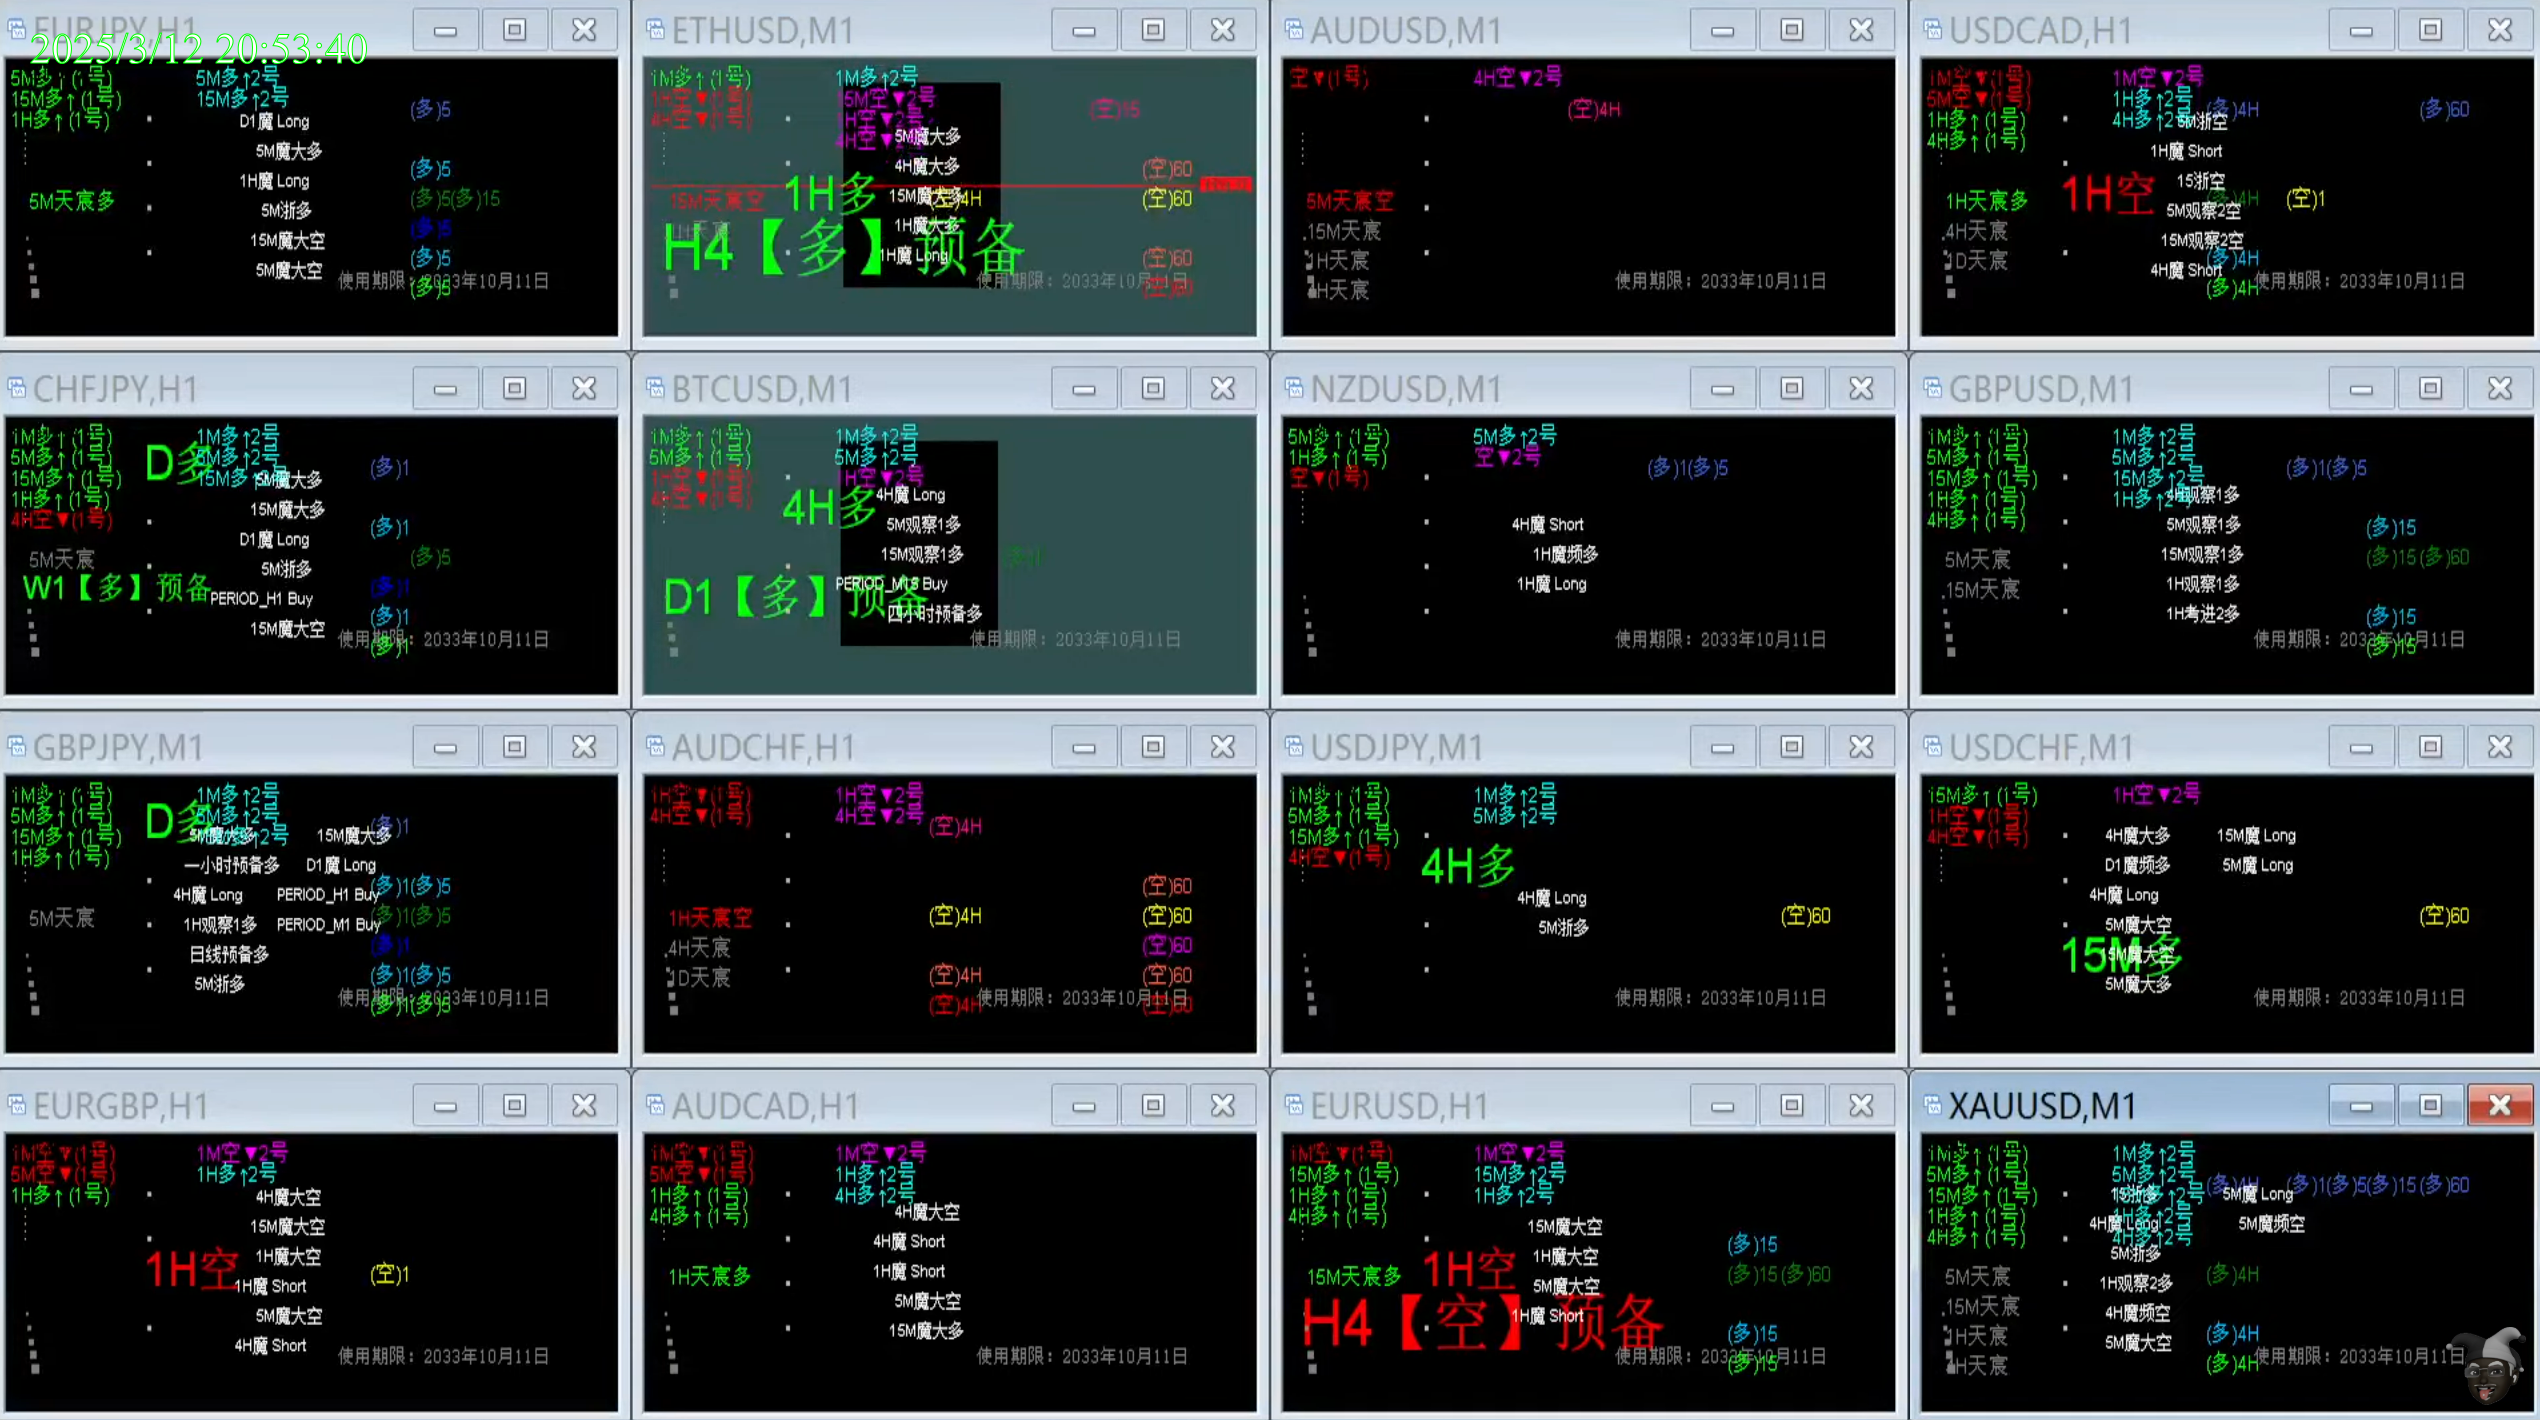 EURJPY,H1
2025/3/12 20:53:40
5M多↑(1号) 5M多↑2号
15M多↑(1号) 15M多↑2号
(多)5
1H多↑(1号) D1魔 Long
5M魔大多
(多)5
1H魔 Long
5M天宸多 (多)5(多)15
5M浙多
(多)5
15M魔大空
(多)5
5M魔大空
使用期限：2033年10月11日
(多)5
ETHUSD,M1
1M多↑(1号) 1M多↑2号
1H空▼(1号) 15M空▼2号
(空)15
4H空▼(1号) 1H空▼2号
4H空▼2号 5M魔大多
4H魔大多 (空)60
1H多 15M魔大多
15M天宸空 (空)4H (空)60
1H魔大多
H4【多】预备
1H魔 Long (空)60
使用期限：2033年10月11日
(空)60
AUDUSD,M1
空▼(1号) 4H空▼2号
(空)4H
5M天宸空
15M天宸
1H天宸
4H天宸
使用期限：2033年10月11日
USDCAD,H1
1M空▼(1号) 1M空▼2号
5M空▼(1号) 1H多↑2号
(多)4H (多)60
1H多↑(1号) 4H多↑2号 5M浙空
4H多↑(1号)
1H魔 Short
15浙空
1H空
1H天宸多 (多)4H (空)1
5M观察2空
4H天宸 15M观察2空
1D天宸 (多)4H
4H魔 Short
使用期限：2033年10月11日
(多)4H
CHFJPY,H1
1M多↑(1号) 1M多↑2号
5M多↑(1号) 5M多↑2号
D多 (多)1
15M多↑(1号) 15M多↑2号 5M魔大多
1H多↑(1号)
15M魔大多
4H空▼(1号) (多)1
D1魔 Long
5M天宸 (多)5
5M浙多
W1【多】预备 (多)1
PERIOD_H1 Buy
(多)1
15M魔大空
使用期限：2033年10月11日
(多)1
BTCUSD,M1
1M多↑(1号) 1M多↑2号
5M多↑(1号) 5M多↑2号
1H空▼(1号) 1H空▼2号
4H空▼(1号) 4H魔 Long
4H多
5M观察1多
15M观察1多
PERIOD_M15 Buy
D1【多】预备
四小时预备多
使用期限：2033年10月11日
NZDUSD,M1
5M多↑(1号) 5M多↑2号
1H多↑(1号) 空▼2号
(多)1(多)5
空▼(1号)
4H魔 Short
1H魔频多
1H魔 Long
使用期限：2033年10月11日
GBPUSD,M1
1M多↑(1号) 1M多↑2号
5M多↑(1号) 5M多↑2号
(多)1(多)5
15M多↑(1号) 15M多↑2号
1H多↑(1号) 1H多↑2号 4H观察1多
4H多↑(1号) 5M观察1多 (多)15
5M天宸 15M观察1多 (多)15(多)60
15M天宸 1H观察1多
1H考进2多 (多)15
使用期限：2033年10月11日
(多)15
GBPJPY,M1
1M多↑(1号) 1M多↑2号
5M多↑(1号) 5M多↑2号
D多 (多)1
15M多↑(1号) 15M多↑2号 5M魔大多 15M魔大多
1H多↑(1号) 一小时预备多 D1魔 Long
4H魔 Long PERIOD_H1 Buy (多)1(多)5
5M天宸 1H观察1多 PERIOD_M1 Buy (多)1(多)5
日线预备多 (多)1
5M浙多 (多)1(多)5
使用期限：2033年10月11日
(多)1(多)5
AUDCHF,H1
1H空▼(1号) 1H空▼2号
4H空▼(1号) 4H空▼2号
(空)4H
(空)60
1H天宸空 (空)4H (空)60
4H天宸 (空)60
1D天宸 (空)4H (空)60
使用期限：2033年10月11日
(空)4H (空)60
USDJPY,M1
1M多↑(1号) 1M多↑2号
5M多↑(1号) 5M多↑2号
15M多↑(1号)
4H空▼(1号) 4H多
4H魔 Long
(空)60
5M浙多
使用期限：2033年10月11日
USDCHF,M1
15M多↑(1号) 1H空▼2号
1H空▼(1号)
4H空▼(1号) 4H魔大多 15M魔 Long
D1魔频多 5M魔 Long
4H魔 Long
5M魔大空 (空)60
15M多 15M魔大空
5M魔大多
使用期限：2033年10月11日
EURGBP,H1
1M空▼(1号) 1M空▼2号
5M空▼(1号) 1H多↑2号
1H多↑(1号) 4H魔大空
15M魔大空
1H空 1H魔大空
(空)1
1H魔 Short
5M魔大空
4H魔 Short
使用期限：2033年10月11日
AUDCAD,H1
1M空▼(1号) 1M空▼2号
5M空▼(1号) 1H多↑2号
1H多↑(1号) 4H多↑2号
4H多↑(1号) 4H魔大空
4H魔 Short
1H天宸多 1H魔 Short
5M魔大空
15M魔大多
使用期限：2033年10月11日
EURUSD,H1
1M空▼(1号) 1M空▼2号
15M多↑(1号) 15M多↑2号
1H多↑(1号) 1H多↑2号
4H多↑(1号) 15M魔大空
(多)15
1H空 1H魔大空
15M天宸多 5M魔大空 (多)15(多)60
H4【空】预备
1H魔 Short (多)15
使用期限：2033年10月11日
(多)15
XAUUSD,M1
1M多↑(1号) 1M多↑2号
5M多↑(1号) 5M多↑2号
(多)4H (多)1(多)5(多)15(多)60
15M多↑(1号) 15浙多 5M魔 Long
1H多↑(1号) 1H多↑2号
4H魔 Long 5M魔频空
4H多↑(1号) 4H多↑2号
5M浙多
5M天宸 1H观察2多 (多)4H
15M天宸 4H魔频空
1H天宸 5M魔大空 (多)4H
4H天宸
使用期限：2033年10月11日
(多)4H